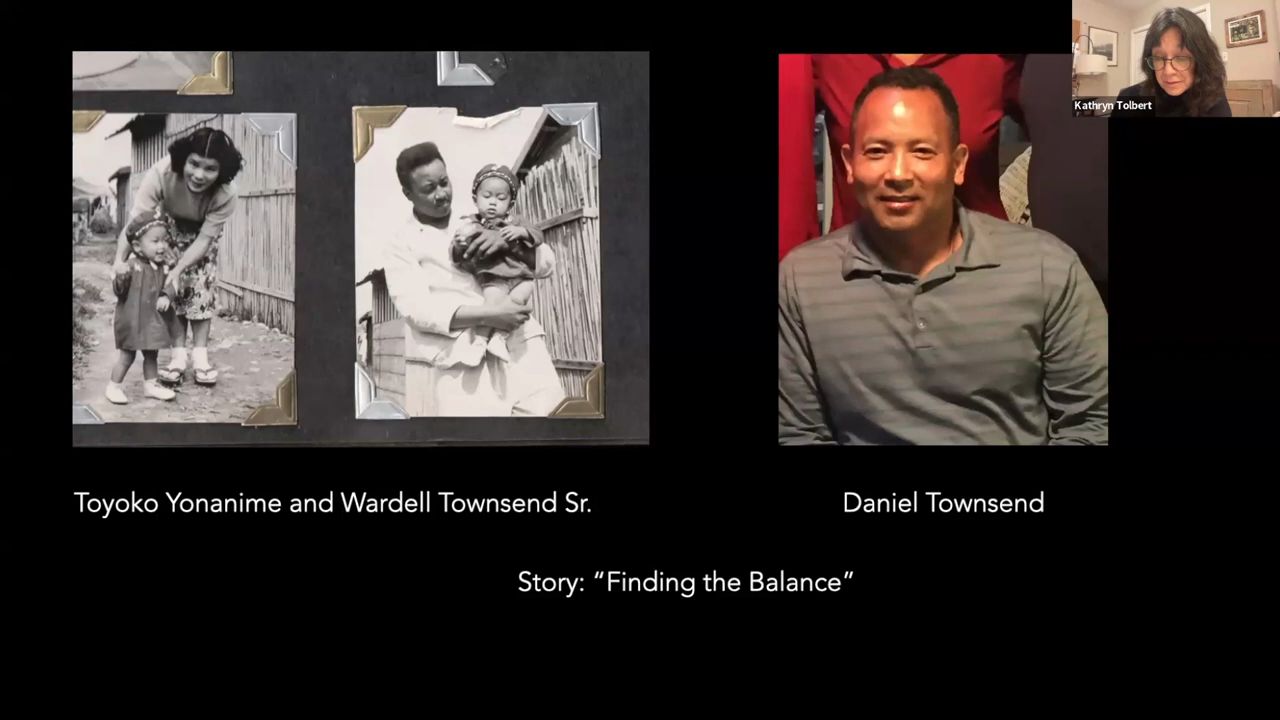 Kathryn Tolbert
Toyoko Yonanime and Wardell Townsend Sr.
Daniel Townsend
Story: “Finding the Balance”